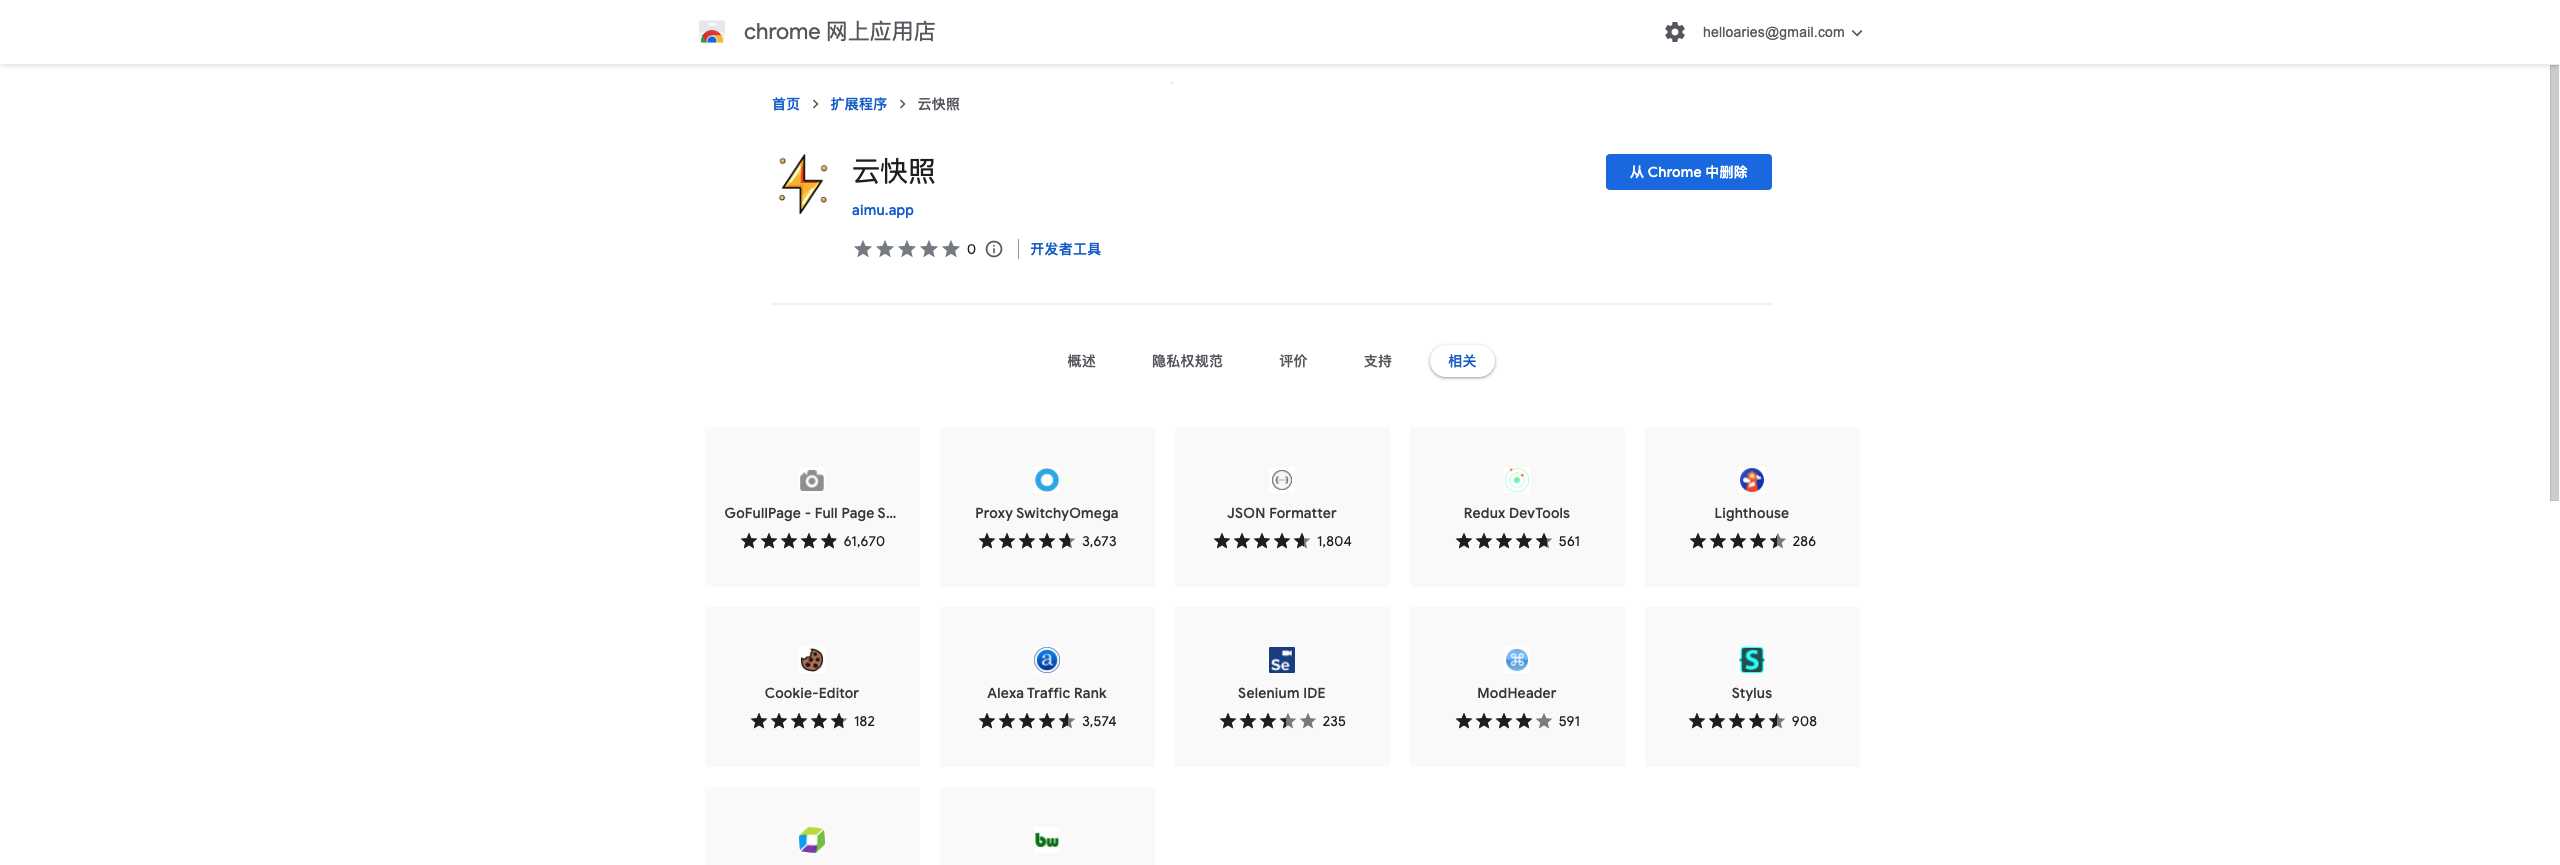 chrome 网上应用店
helloaries@gmail.com
首页 > 扩展程序 > 云快照
云快照
从 Chrome 中删除
aimu.app
0
开发者工具
概述
隐私权规范
评价
支持
相关
GoFullPage - Full Page S...
61,670
Proxy SwitchyOmega
3,673
JSON Formatter
1,804
Redux DevTools
561
Lighthouse
286
Cookie-Editor
182
a
Alexa Traffic Rank
3,574
Se
Selenium IDE
235
ModHeader
591
S
Stylus
908
bw